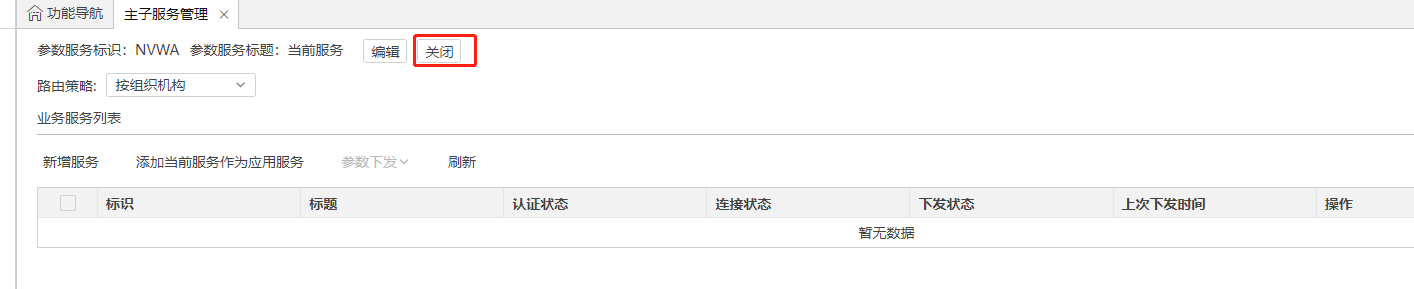 功能导航 主子服务管理
参数服务标识：NVWA 参数服务标题：当前服务 编辑 关闭
路由策略: 按组织机构
业务服务列表
新增服务 添加当前服务作为应用服务 参数下发 刷新
标识 标题 认证状态 连接状态 下发状态 上次下发时间 操作
暂无数据